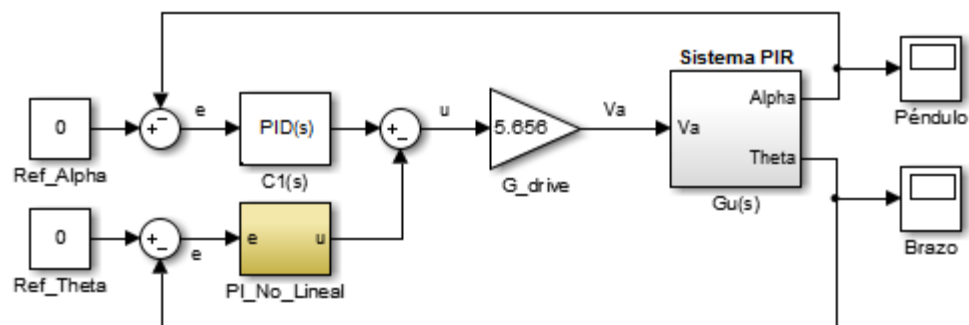 Sistema PIR
0
Ref_Alpha
+
−
e
PID(s)
C1(s)
+
−
u
5.656
G_drive
Va
Va
Alpha
Theta
Gu(s)
Péndulo
0
Ref_Theta
+
−
e
e
u
PI_No_Lineal
Brazo